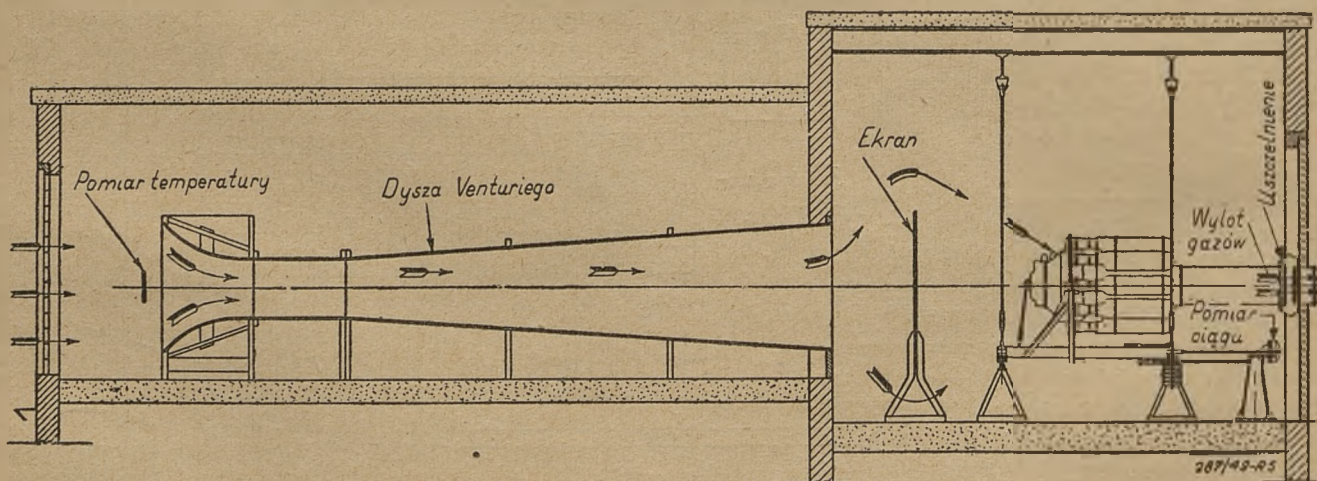 Pomiar temperatury
Dysza Venturiego
Ekran
Uszczelnienie
Wylot
gazów
Pomiar
ciągu
287/49-R5